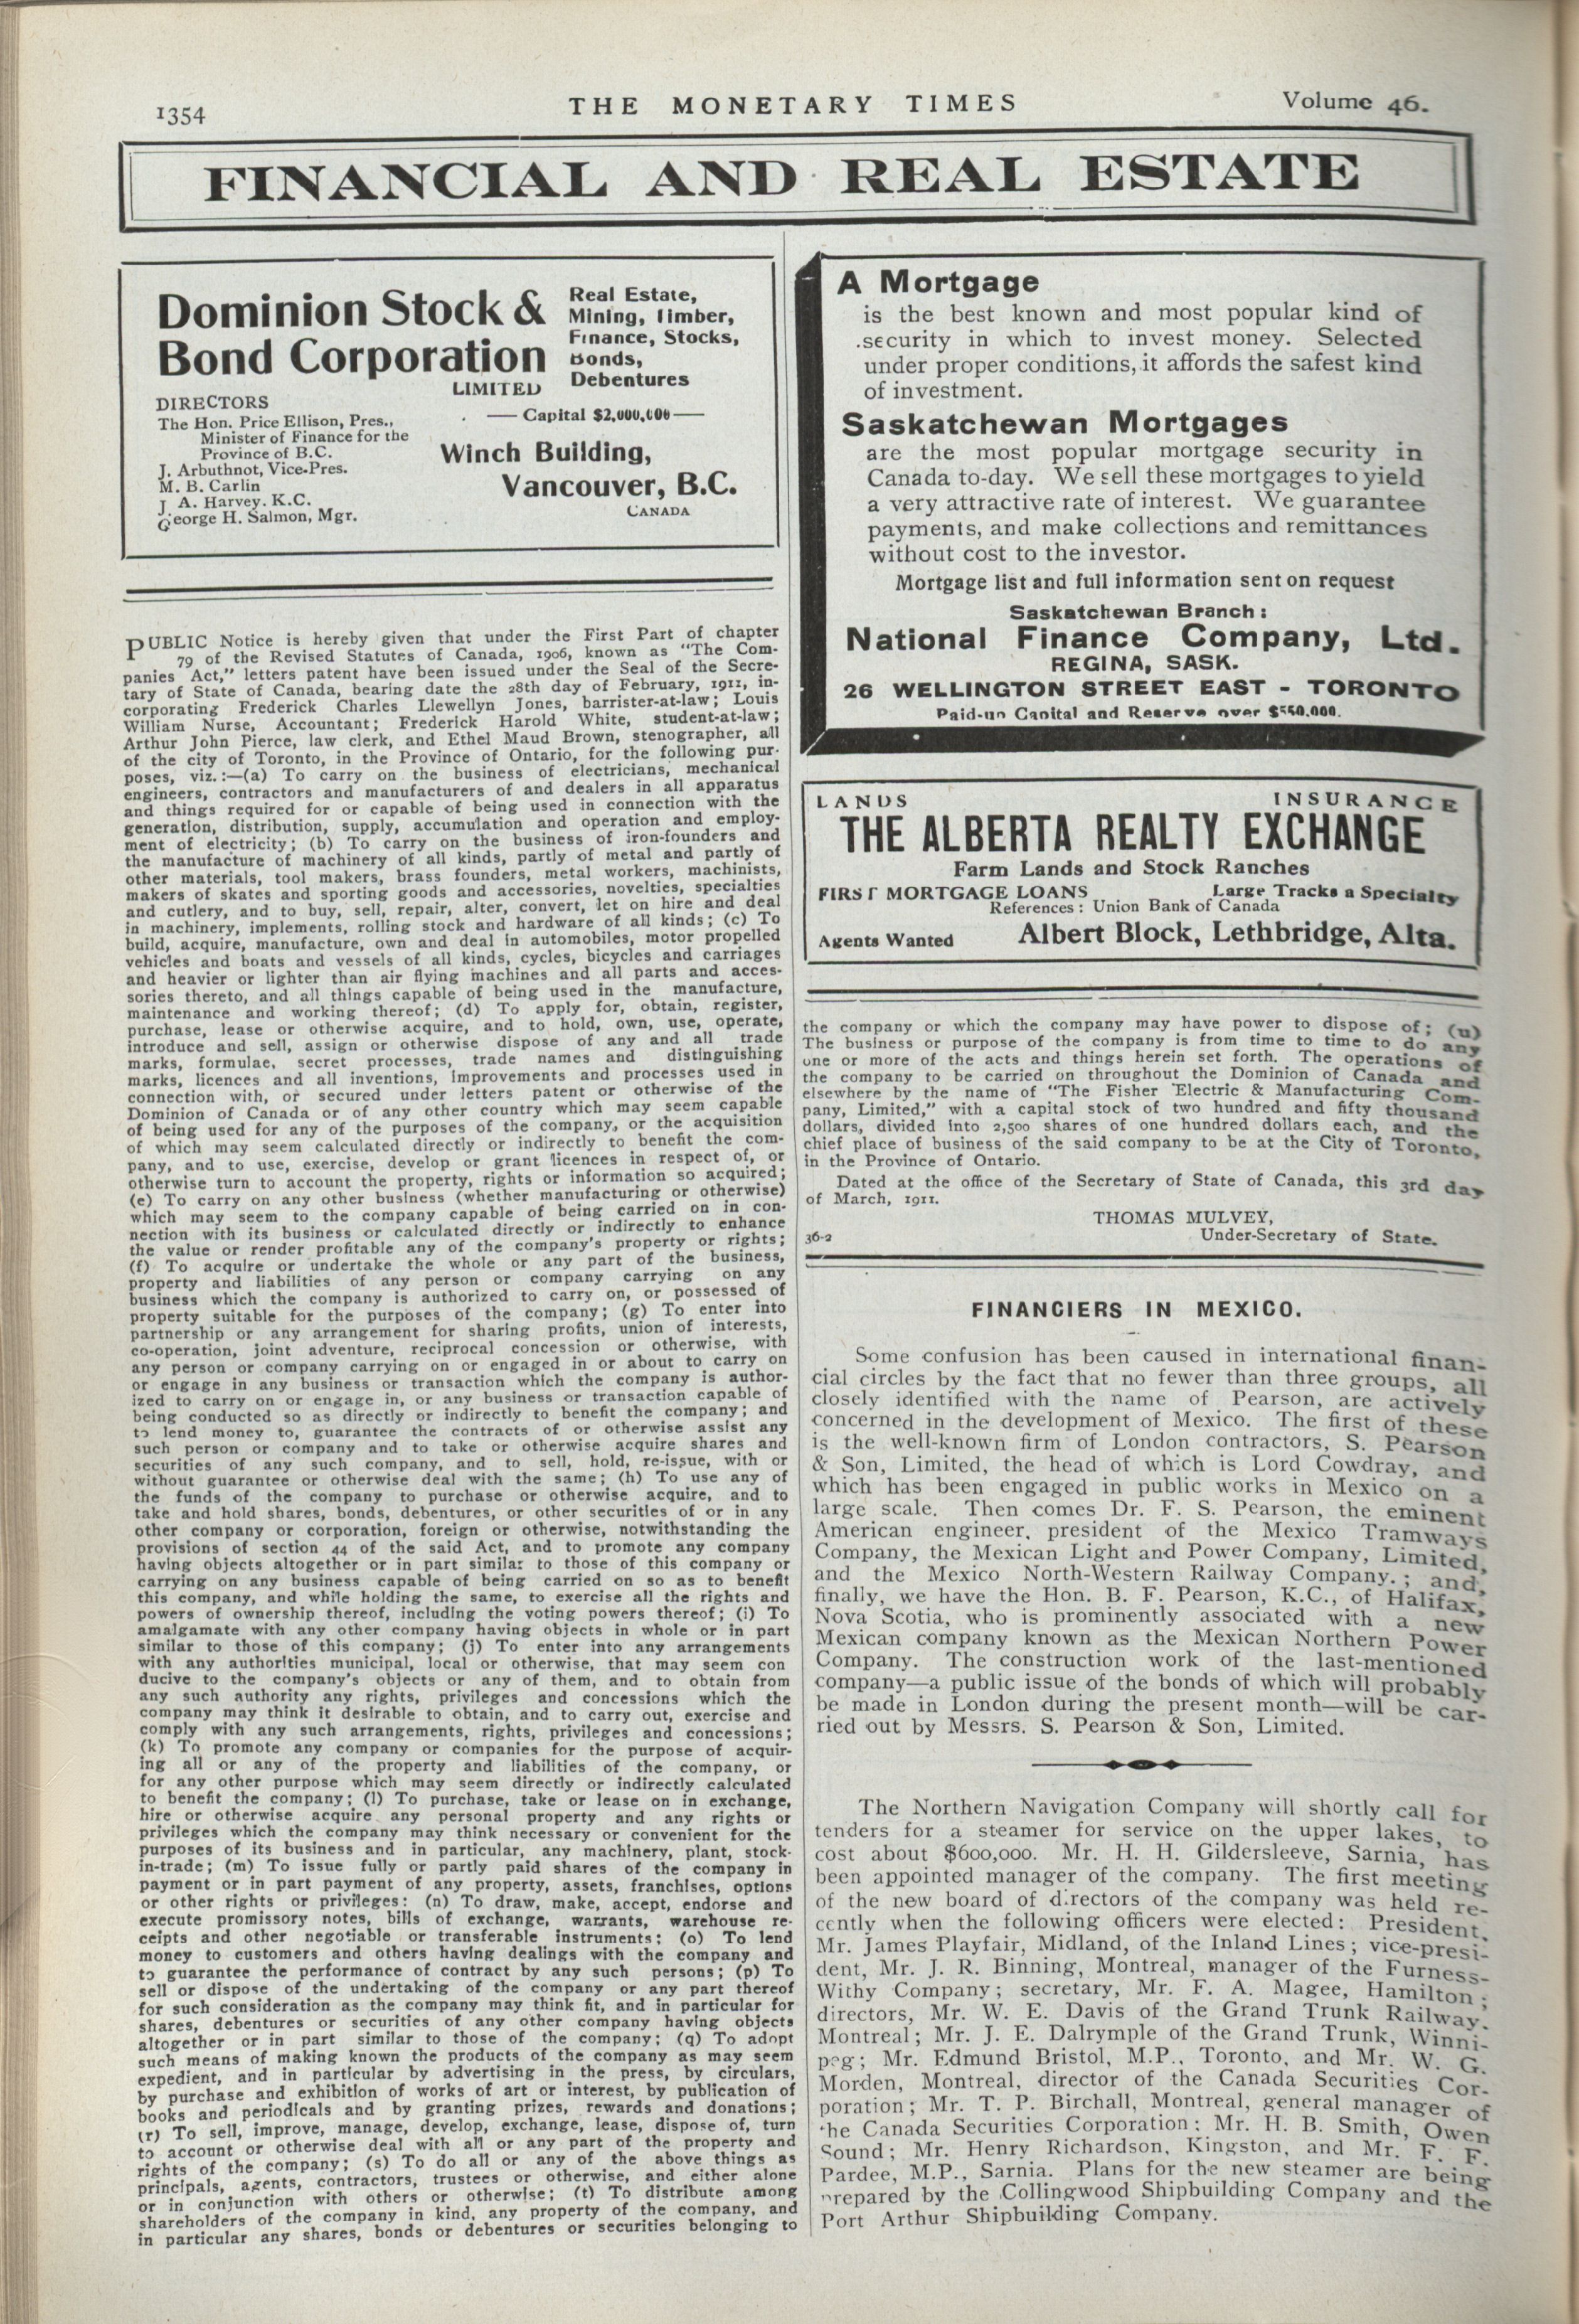 1354
THE MONETARY TIMES
Volume 46.
FINANCIAL AND REAL ESTATE
Dominion Stock &
Bond Corporation
LIMITED
Real Estate,
Mining, Timber,
Finance, Stocks,
Bonds,
Debentures
DIRECTORS
The Hon. Price Ellison, Pres.,
Minister of Finance for the
Province of B.C.
J. Arbuthnot, Vice-Pres.
M. B. Carlin
J. A. Harvey. K.C.
George H. Salmon, Mgr.
Capital $2,000,000
Winch Building,
Vancouver, B.C.
CANADA
PUBLIC Notice is hereby given that under the First Part of chapter
79 of the Revised Statutes of Canada, 1906, known as "The Com-
panies Act," letters patent have been issued under the Seal of the Secre-
tary of State of Canada, bearing date the 28th day of February, 1911, in-
corporating Frederick Charles Llewellyn Jones, barrister-at-law; Louis
William Nurse, Accountant; Frederick Harold White, student-at-law;
Arthur John Pierce, law clerk, and Ethel Maud Brown, stenographer, all
of the city of Toronto, in the Province of Ontario, for the following pur-
poses, viz.:—(a) To carry on the business of electricians, mechanical
engineers, contractors and manufacturers of and dealers in all apparatus
and things required for or capable of being used in connection with the
generation, distribution, supply, accumulation and operation and employ-
ment of electricity; (b) To carry on the business of iron-founders and
the manufacture of machinery of all kinds, partly of metal and partly of
other materials, tool makers, brass founders, metal workers, machinists,
makers of skates and sporting goods and accessories, novelties, specialties
and cutlery, and to buy, sell, repair, alter, convert, let on hire and deal
in machinery, implements, rolling stock and hardware of all kinds; (c) To
build, acquire, manufacture, own and deal in automobiles, motor propelled
vehicles and boats and vessels of all kinds, cycles, bicycles and carriages
and heavier or lighter than air flying machines and all parts and acces-
sories thereto, and all things capable of being used in the manufacture,
maintenance and working thereof; (d) To apply for, obtain, register,
purchase, lease or otherwise acquire, and to hold, own, use, operate,
introduce and sell, assign or otherwise dispose of any and all trade
marks, formulae, secret processes, trade names and distinguishing
marks, licences and all inventions, improvements and processes used in
connection with, or secured under letters patent or otherwise of the
Dominion of Canada or of any other country which may seem capable
of being used for any of the purposes of the company, or the acquisition
of which may seem calculated directly or indirectly to benefit the com-
pany, and to use, exercise, develop or grant licences in respect of, or
otherwise turn to account the property, rights or information so acquired;
(e) To carry on any other business (whether manufacturing or otherwise)
which may seem to the company capable of being carried on in con-
nection with its business or calculated directly or indirectly to enhance
the value or render profitable any of the company's property or rights;
(f) To acquire or undertake the whole or any part of the business,
property and liabilities of any person or company carrying on any
business which the company is authorized to carry on, or possessed of
property suitable for the purposes of the company; (g) To enter into
partnership or any arrangement for sharing profits, union of interests,
co-operation, joint adventure, reciprocal concession or otherwise, with
any person or company carrying on or engaged in or about to carry on
or engage in any business or transaction which the company is author-
ized to carry on or engage in, or any business or transaction capable of
being conducted so as directly or indirectly to benefit the company; and
to lend money to, guarantee the contracts of or otherwise assist any
such person or company and to take or otherwise acquire shares and
securities of any such company, and to sell, hold, re-issue, with or
without guarantee or otherwise deal with the same; (h) To use any of
the funds of the company to purchase or otherwise acquire, and to
take and hold shares, bonds, debentures, or other securities of or in any
other company or corporation, foreign or otherwise, notwithstanding the
provisions of section 44 of the said Act, and to promote any company
having objects altogether or in part similar to those of this company or
carrying on any business capable of being carried on so as to benefit
this company, and while holding the same, to exercise all the rights and
powers of ownership thereof, including the voting powers thereof; (i) To
amalgamate with any other company having objects in whole or in part
similar to those of this company; (j) To enter into any arrangements
with any authorities municipal, local or otherwise, that may seem con
ducive to the company's objects or any of them, and to obtain from
any such authority any rights, privileges and concessions which the
company may think it desirable to obtain, and to carry out, exercise and
comply with any such arrangements, rights, privileges and concessions;
(k) To promote any company or companies for the purpose of acquir-
ing all or any of the property and liabilities of the company, or
for any other purpose which may seem directly or indirectly calculated
to benefit the company; (l) To purchase, take or lease on in exchange,
hire or otherwise acquire any personal property and any rights or
privileges which the company may think necessary or convenient for the
purposes of its business and in particular, any machinery, plant, stock-
in-trade; (m) To issue fully or partly paid shares of the company in
payment or in part payment of any property, assets, franchises, options
or other rights or privileges: (n) To draw, make, accept, endorse and
execute promissory notes, bills of exchange, warrants, warehouse re-
ceipts and other negotiable or transferable instruments: (o) To lend
money to customers and others having dealings with the company and
to guarantee the performance of contract by any such persons; (p) To
sell or dispose of the undertaking of the company or any part thereof
for such consideration as the company may think fit, and in particular for
shares, debentures or securities of any other company having objects
altogether or in part similar to those of the company; (q) To adopt
such means of making known the products of the company as may seem
expedient, and in particular by advertising in the press, by circulars,
by purchase and exhibition of works of art or interest, by publication of
books and periodicals and by granting prizes, rewards and donations;
(r) To sell, improve, manage, develop, exchange, lease, dispose of, turn
to account or otherwise deal with all or any part of the property and
rights of the company; (s) To do all or any of the above things as
principals, agents, contractors, trustees or otherwise, and either alone
or in conjunction with others or otherwise; (t) To distribute among
shareholders of the company in kind, any property of the company, and
in particular any shares, bonds or debentures or securities belonging to
A Mortgage
is the best known and most popular kind of
security in which to invest money. Selected
under proper conditions, it affords the safest kind
of investment.
Saskatchewan Mortgages
are the most popular mortgage security in
Canada to-day. We sell these mortgages to yield
a very attractive rate of interest. We guarantee
payments, and make collections and remittances
without cost to the investor.
Mortgage list and full information sent on request
Saskatchewan Branch:
National Finance Company, Ltd.
REGINA, SASK.
26 WELLINGTON STREET EAST - TORONTO
Paid-up Capital and Reserve over $550,000.
LANDS
INSURANCE
THE ALBERTA REALTY EXCHANGE
Farm Lands and Stock Ranches
FIRST MORTGAGE LOANS Large Tracks a Specialty
References: Union Bank of Canada
Agents Wanted Albert Block, Lethbridge, Alta.
the company or which the company may have power to dispose of; (u)
The business or purpose of the company is from time to time to do any
one or more of the acts and things herein set forth. The operations of
the company to be carried on throughout the Dominion of Canada and
elsewhere by the name of "The Fisher Electric & Manufacturing Com-
pany, Limited," with a capital stock of two hundred and fifty thousand
dollars, divided into 2,500 shares of one hundred dollars each, and the
chief place of business of the said company to be at the City of Toronto,
in the Province of Ontario.
Dated at the office of the Secretary of State of Canada, this 3rd day
of March, 1911.
THOMAS MULVEY,
36-2 Under-Secretary of State.
FINANCIERS IN MEXICO.
Some confusion has been caused in international finan-
cial circles by the fact that no fewer than three groups, all
closely identified with the name of Pearson, are actively
concerned in the development of Mexico. The first of these
is the well-known firm of London contractors, S. Pearson
& Son, Limited, the head of which is Lord Cowdray, and
which has been engaged in public works in Mexico on a
large scale. Then comes Dr. F. S. Pearson, the eminent
American engineer, president of the Mexico Tramways
Company, the Mexican Light and Power Company, Limited,
and the Mexico North-Western Railway Company.; and,
finally, we have the Hon. B. F. Pearson, K.C., of Halifax,
Nova Scotia, who is prominently associated with a new
Mexican company known as the Mexican Northern Power
Company. The construction work of the last-mentioned
company—a public issue of the bonds of which will probably
be made in London during the present month—will be car-
ried out by Messrs. S. Pearson & Son, Limited.
The Northern Navigation Company will shortly call for
tenders for a steamer for service on the upper lakes, to
cost about $600,000. Mr. H. H. Gildersleeve, Sarnia, has
been appointed manager of the company. The first meeting
of the new board of directors of the company was held re-
cently when the following officers were elected: President,
Mr. James Playfair, Midland, of the Inland Lines; vice-presi-
dent, Mr. J. R. Binning, Montreal, manager of the Furness-
Withy Company; secretary, Mr. F. A. Magee, Hamilton;
directors, Mr. W. E. Davis of the Grand Trunk Railway.
Montreal; Mr. J. E. Dalrymple of the Grand Trunk, Winni-
peg; Mr. Edmund Bristol, M.P., Toronto, and Mr. W. G.
Morden, Montreal, director of the Canada Securities Cor-
poration; Mr. T. P. Birchall, Montreal, general manager of
the Canada Securities Corporation; Mr. H. B. Smith, Owen
Sound; Mr. Henry Richardson, Kingston, and Mr. F. F.
Pardee, M.P., Sarnia. Plans for the new steamer are being
prepared by the Collingwood Shipbuilding Company and the
Port Arthur Shipbuilding Company.